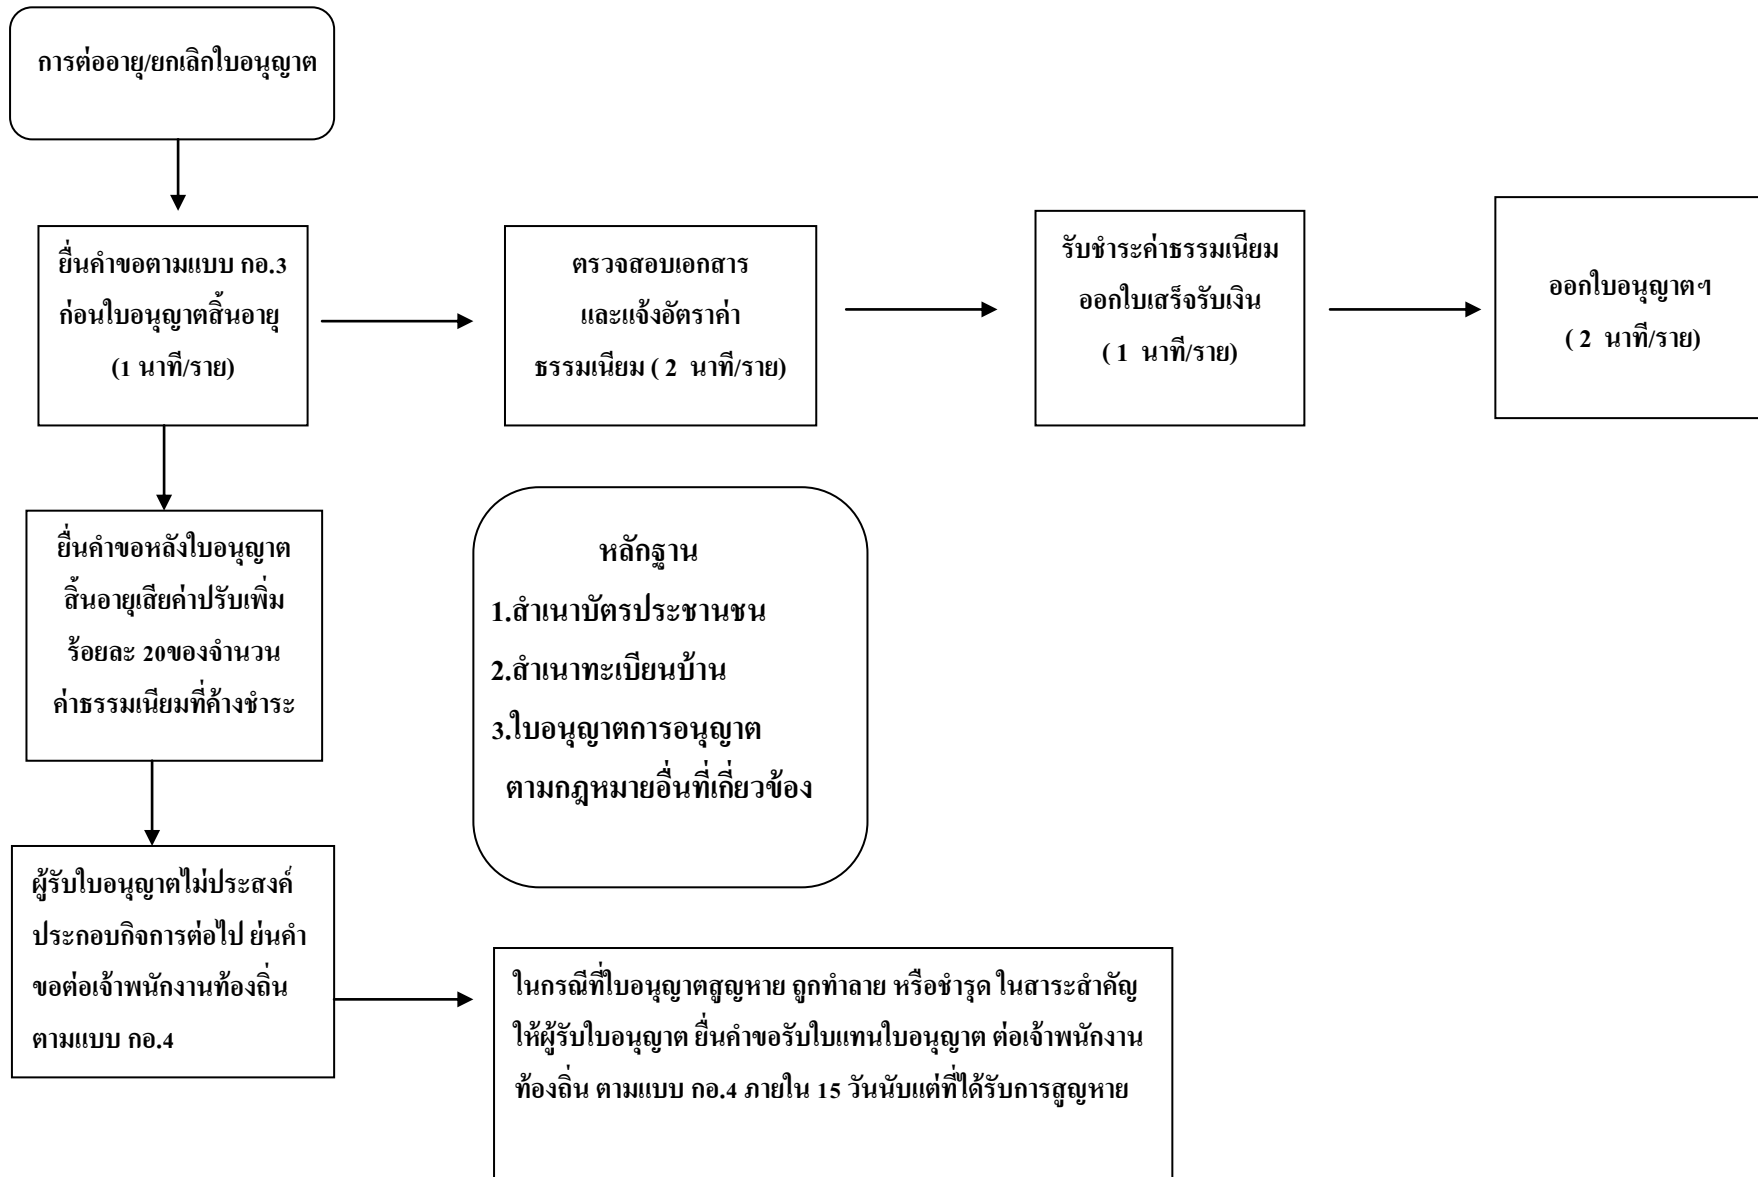 การต่ออายุ/ยกเลิกใบอนุญาต
ยื่นคำขอตามแบบ กอ.3
ก่อนใบอนุญาตสิ้นอายุ
(1 นาที/ราย)
ตรวจสอบเอกสาร
และแจ้งอัตราค่า
ธรรมเนียม ( 2 นาที/ราย)
รับชำระค่าธรรมเนียม
ออกใบเสร็จรับเงิน
( 1 นาที/ราย)
ออกใบอนุญาตฯ
( 2 นาที/ราย)
ยื่นคำขอหลังใบอนุญาต
สิ้นอายุเสียค่าปรับเพิ่ม
ร้อยละ 20ของจำนวน
ค่าธรรมเนียมที่ค้างชำระ
หลักฐาน
1.สำเนาบัตรประชานชน
2.สำเนาทะเบียนบ้าน
3.ใบอนุญาตการอนุญาต
ตามกฎหมายอื่นที่เกี่ยวข้อง
ผู้รับใบอนุญาตไม่ประสงค์
ประกอบกิจการต่อไป ย่นคำ
ขอต่อเจ้าพนักงานท้องถิ่น
ตามแบบ กอ.4
ในกรณีที่ใบอนุญาตสูญหาย ถูกทำลาย หรือชำรุด ในสาระสำคัญ
ให้ผู้รับใบอนุญาต ยื่นคำขอรับใบแทนใบอนุญาต ต่อเจ้าพนักงาน
ท้องถิ่น ตามแบบ กอ.4 ภายใน 15 วันนับแต่ที่ได้รับการสูญหาย